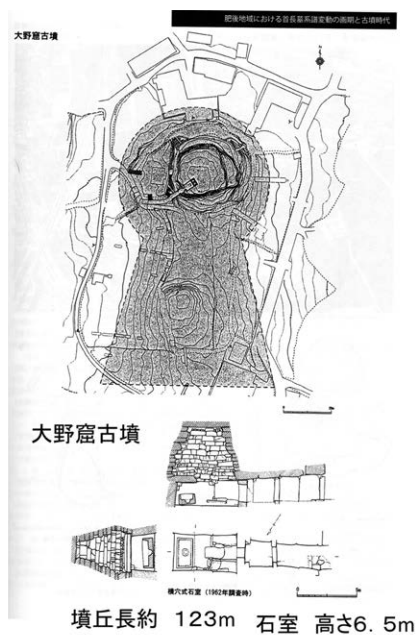 肥後地域における首長墓系譜変動の画期と古墳時代
大野窟古墳
大野窟古墳
横穴式石室（1962年調査時）
墳丘長約 123m 石室 高さ6.5m